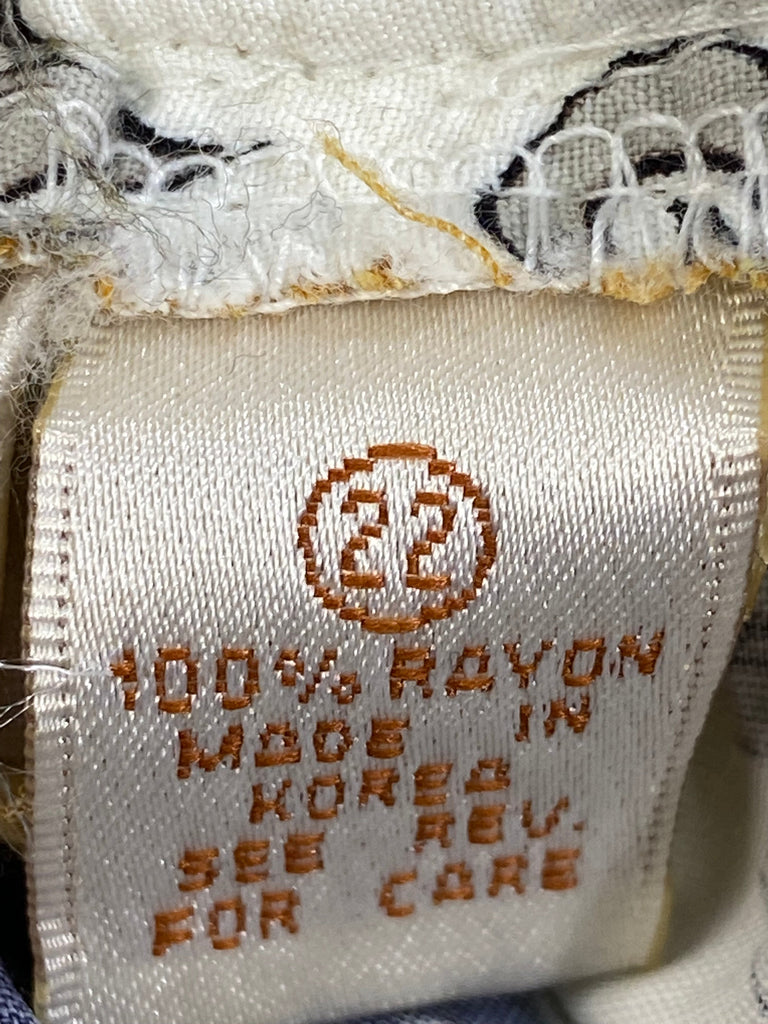 22
100% RAYON
MADE IN
KOREA
SEE REV.
FOR CARE